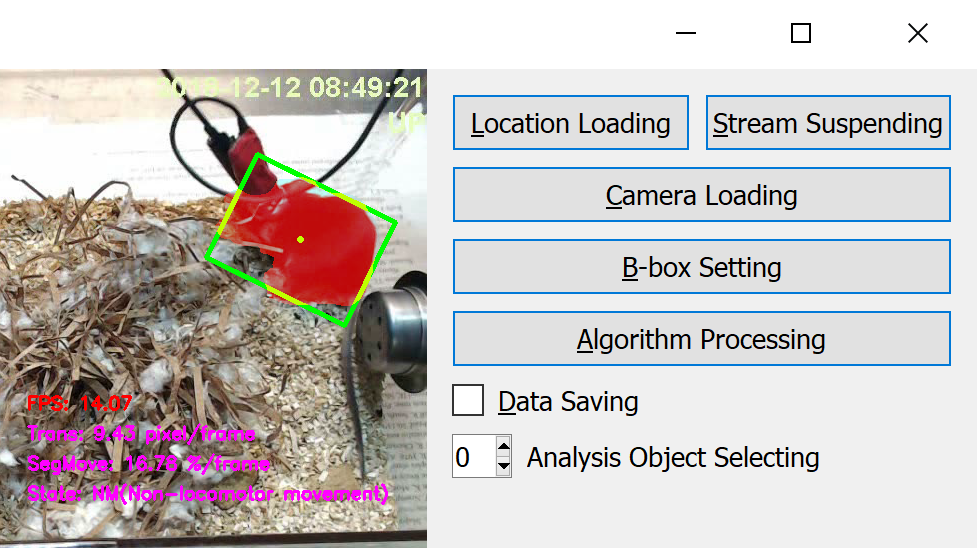 2018-12-12 08:49:21
UP
FPS: 14.07
Trans: 9.43 pixel/frame
SegMove: 16.78 %/frame
State: NM(Non-locomotor movement)
Location Loading
Stream Suspending
Camera Loading
B-box Setting
Algorithm Processing
Data Saving
0
Analysis Object Selecting